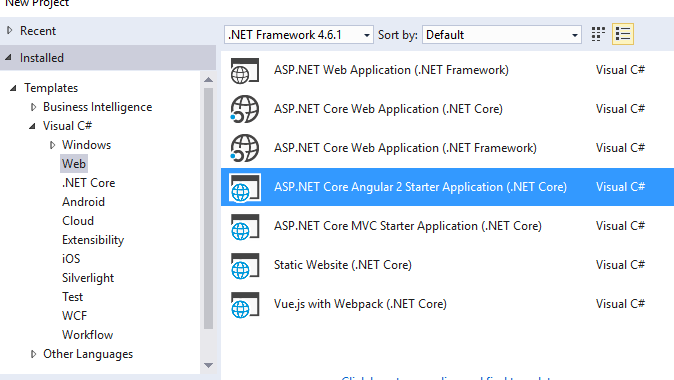 New Project
Recent
.NET Framework 4.6.1
Sort by:
Default
Installed
Templates
Business Intelligence
Visual C#
Windows
Web
.NET Core
Android
Cloud
Extensibility
iOS
Silverlight
Test
WCF
Workflow
Other Languages
ASP.NET Web Application (.NET Framework) Visual C#
ASP.NET Core Web Application (.NET Core) Visual C#
ASP.NET Core Web Application (.NET Framework) Visual C#
ASP.NET Core Angular 2 Starter Application (.NET Core) Visual C#
ASP.NET Core MVC Starter Application (.NET Core) Visual C#
Static Website (.NET Core) Visual C#
Vue.js with Webpack (.NET Core) Visual C#